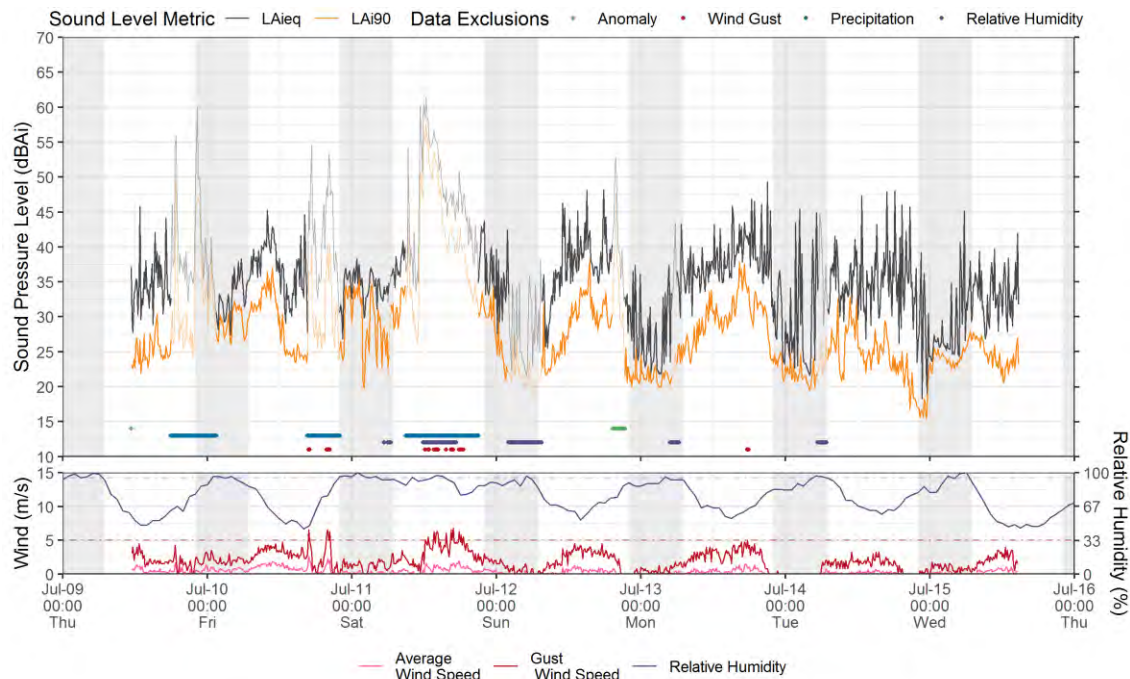 Sound Level Metric LAieq LAi90 Data Exclusions Anomaly Wind Gust Precipitation Relative Humidity
70
65
60
55
50
45
40
35
30
25
20
15
10
Sound Pressure Level (dBAi)
15
10
5
0
Wind (m/s)
100
67
33
0
Relative Humidity (%)
Jul-09 Jul-10 Jul-11 Jul-12 Jul-13 Jul-14 Jul-15 Jul-16
00:00 00:00 00:00 00:00 00:00 00:00 00:00 00:00
Thu Fri Sat Sun Mon Tue Wed Thu
Average Gust Relative Humidity
Wind Speed Wind Speed